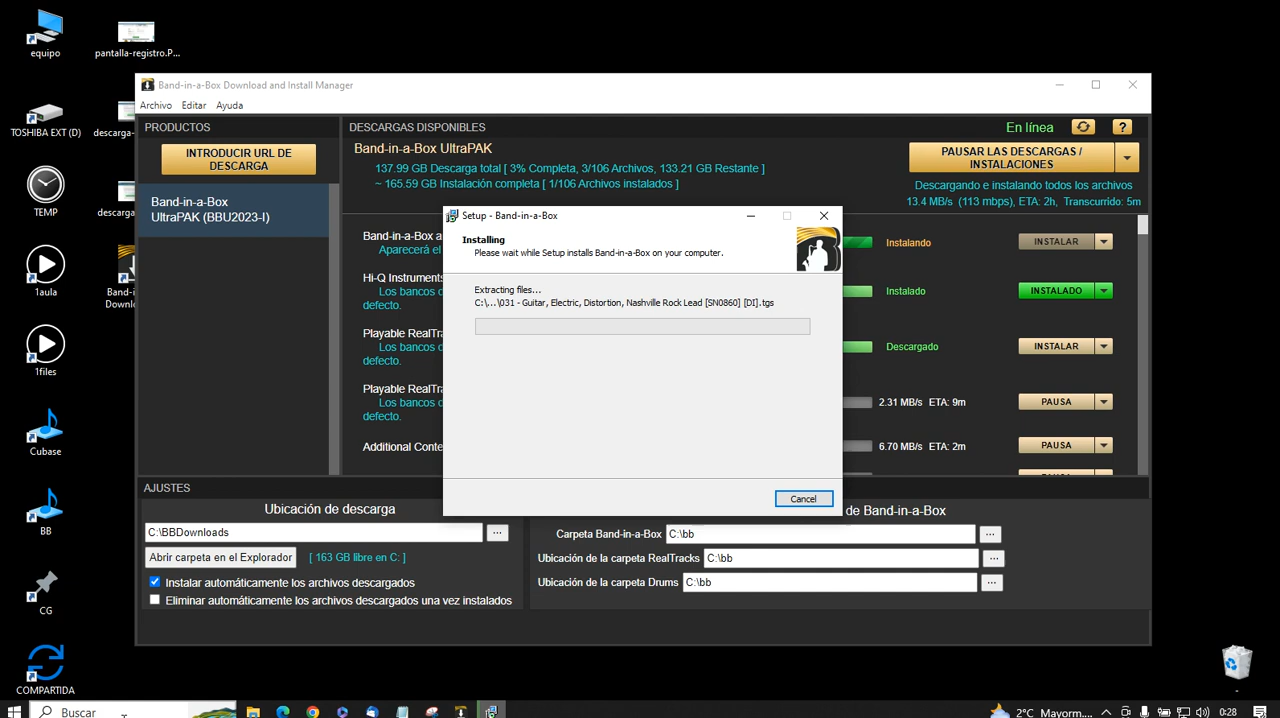 equipo
pantalla-registro.P...
TOSHIBA EXT (D)
descarga-
TEMP
descarga
1aula
Band-i
Downlo
1files
Cubase
BB
CG
COMPARTIDA
Band-in-a-Box Download and Install Manager
Archivo Editar Ayuda
PRODUCTOS
INTRODUCIR URL DE
DESCARGA
Band-in-a-Box
UltraPAK (BBU2023-I)
DESCARGAS DISPONIBLES
En línea
?
Band-in-a-Box UltraPAK
137.99 GB Descarga total [ 3% Completa, 3/106 Archivos, 133.21 GB Restante ]
~ 165.59 GB Instalación completa [ 1/106 Archivos instalados ]
PAUSAR LAS DESCARGAS /
INSTALACIONES
Descargando e instalando todos los archivos
13.4 MB/s (113 mbps), ETA: 2h, Transcurrido: 5m
Band-in-a-Box a
Aparecerá el
Instalando
INSTALAR
Hi-Q Instruments
Los bancos d
defecto.
Instalado
INSTALADO
Playable RealTra
Los bancos d
defecto.
Descargado
INSTALAR
Playable RealTra
Los bancos d
defecto.
2.31 MB/s ETA: 9m
PAUSA
Additional Conte
6.70 MB/s ETA: 2m
PAUSA
Setup - Band-in-a-Box
Installing
Please wait while Setup installs Band-in-a-Box on your computer.
Extracting files...
C:\...\031 - Guitar, Electric, Distortion, Nashville Rock Lead [SN0860] [DI].tgs
Cancel
AJUSTES
Ubicación de descarga
C:\BBDownloads
...
Abrir carpeta en el Explorador
[ 163 GB libre en C: ]
Instalar automáticamente los archivos descargados
Eliminar automáticamente los archivos descargados una vez instalados
de Band-in-a-Box
Carpeta Band-in-a-Box C:\bb ...
Ubicación de la carpeta RealTracks C:\bb ...
Ubicación de la carpeta Drums C:\bb ...
Buscar
2°C Mayorm...
0:28